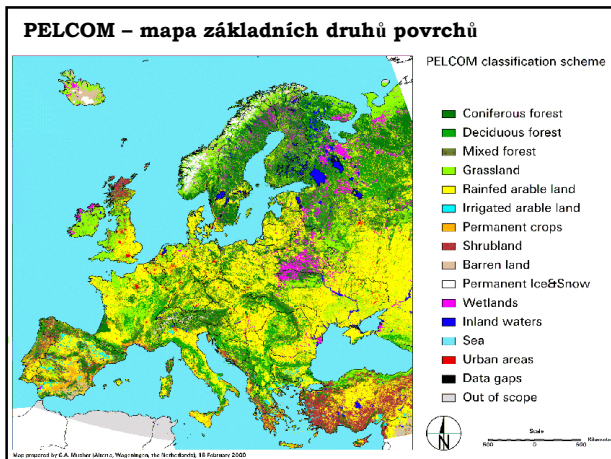 PELCOM – mapa základních druhů povrchů
PELCOM classification scheme
Coniferous forest
Deciduous forest
Mixed forest
Grassland
Rainfed arable land
Irrigated arable land
Permanent crops
Shrubland
Barren land
Permanent Ice&Snow
Wetlands
Inland waters
Sea
Urban areas
Data gaps
Out of scope
N
Scale
500 0 500 Kilometers
Map prepared by C.A. Mücher (Alterra, Wageningen, the Netherlands), 18 February 2000